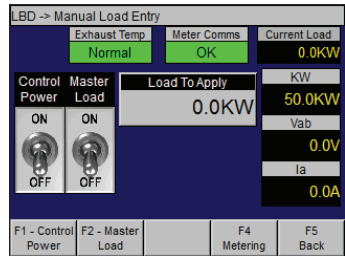 LBD -> Manual Load Entry
Exhaust Temp
Meter Comms
Current Load
Normal
OK
0.0KW
Control Power
Master Load
Load To Apply
0.0KW
KW
50.0KW
ON
ON
Vab
0.0V
OFF
OFF
Ia
0.0A
F1 - Control Power
F2 - Master Load
F4 Metering
F5 Back